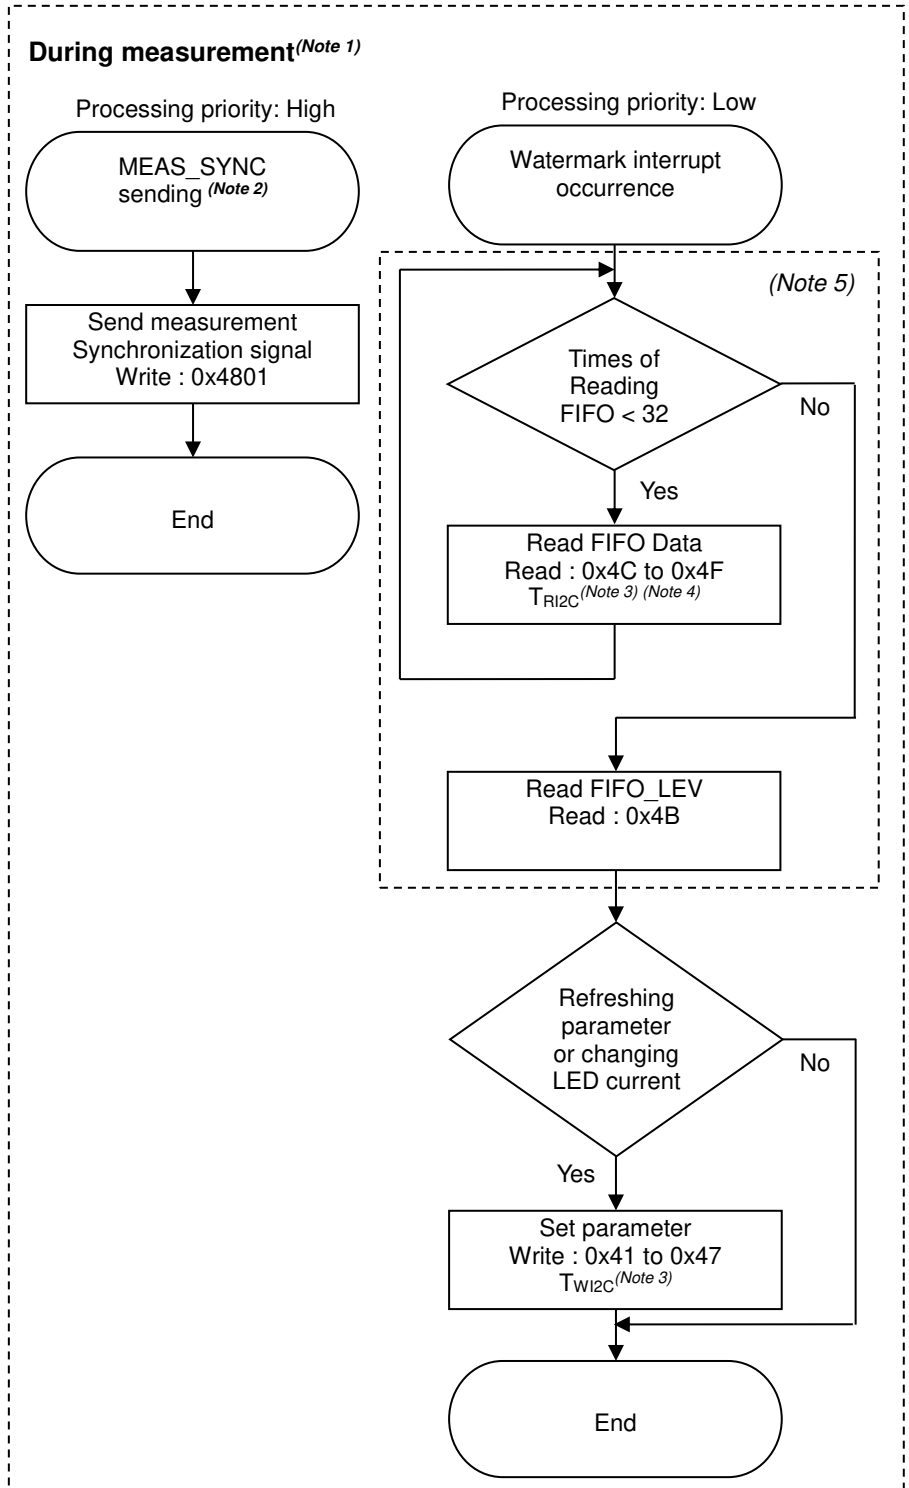 During measurement(Note 1)
Processing priority: High
MEAS_SYNC
sending (Note 2)
Send measurement
Synchronization signal
Write : 0x4801
End
Processing priority: Low
Watermark interrupt
occurrence
(Note 5)
Times of
Reading
FIFO < 32
No
Yes
Read FIFO Data
Read : 0x4C to 0x4F
TRI2C(Note 3) (Note 4)
Read FIFO_LEV
Read : 0x4B
Refreshing
parameter
or changing
LED current
No
Yes
Set parameter
Write : 0x41 to 0x47
TWI2C(Note 3)
End